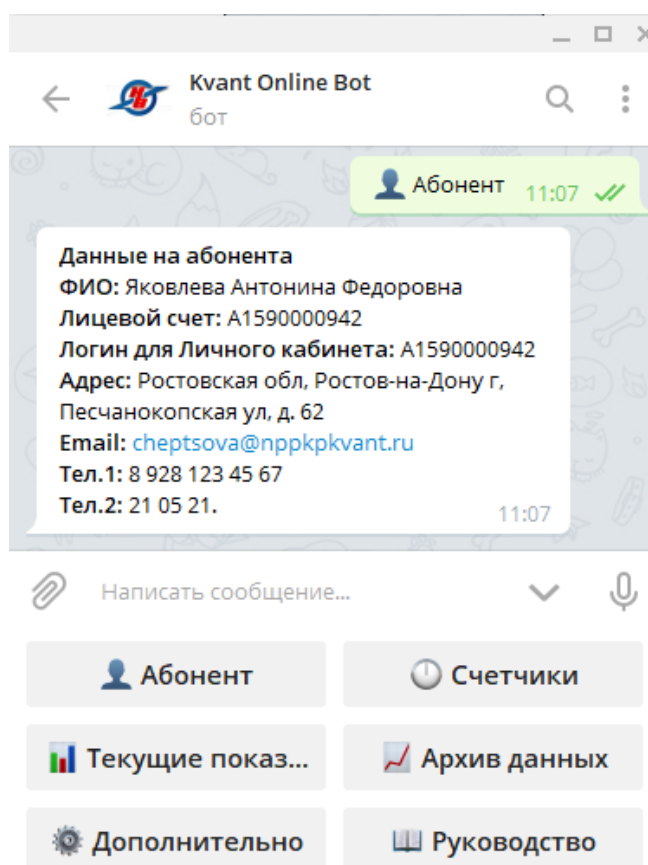 Kvant Online Bot
бот
Абонент 11:07
Данные на абонента
ФИО: Яковлева Антонина Федоровна
Лицевой счет: А1590000942
Логин для Личного кабинета: А1590000942
Адрес: Ростовская обл, Ростов-на-Дону г,
Песчанокопская ул, д. 62
Email: cheptsova@nppkpkvant.ru
Тел.1: 8 928 123 45 67
Тел.2: 21 05 21.
11:07
Написать сообщение...
Абонент
Счетчики
Текущие показ...
Архив данных
Дополнительно
Руководство